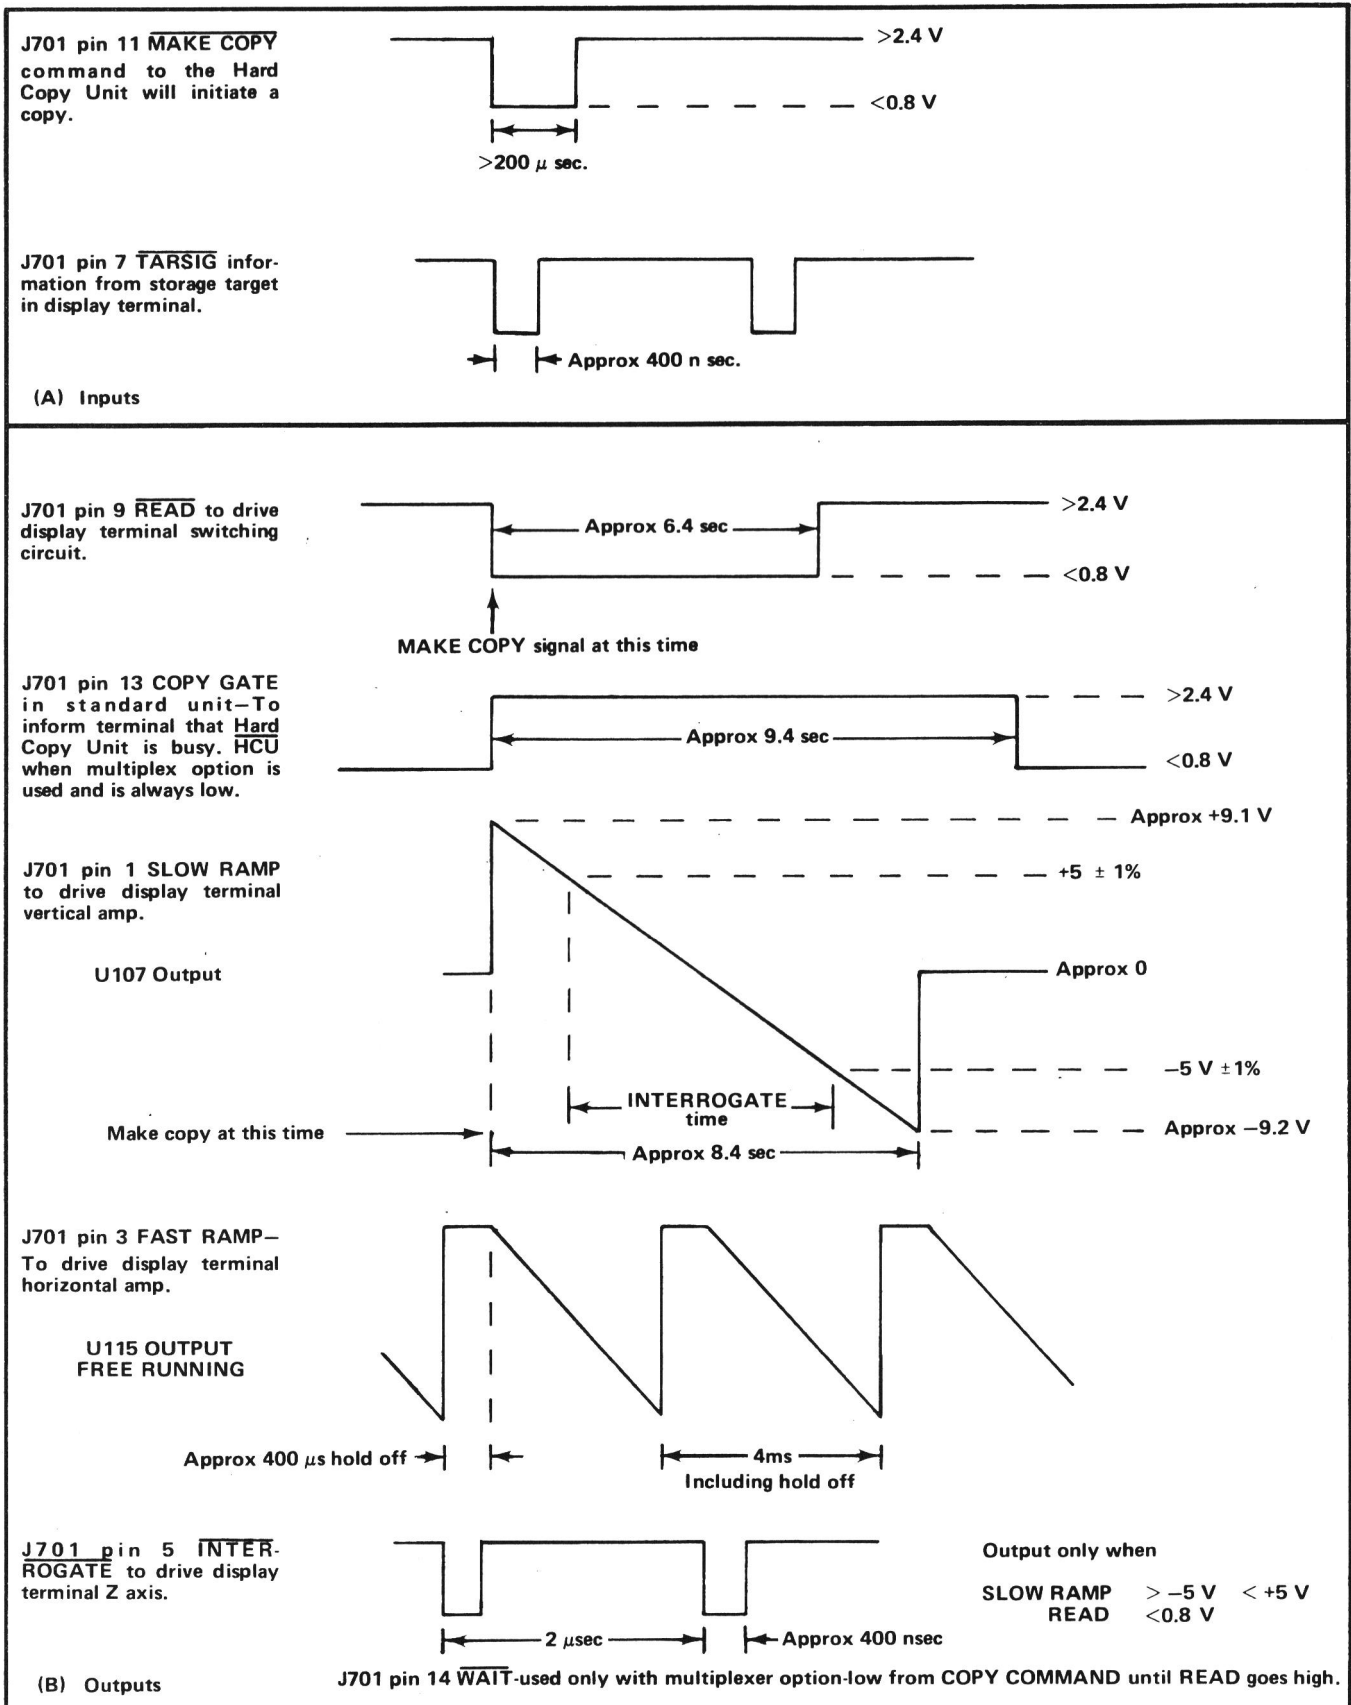 J701 pin 11 MAKE COPY
command to the Hard
Copy Unit will initiate a
copy.
>2.4 V
<0.8 V
>200 μ sec.
J701 pin 7 TARSIG infor-
mation from storage target
in display terminal.
Approx 400 n sec.
(A) Inputs
J701 pin 9 READ to drive
display terminal switching
circuit.
>2.4 V
Approx 6.4 sec
<0.8 V
MAKE COPY signal at this time
J701 pin 13 COPY GATE
in standard unit—To
inform terminal that Hard
Copy Unit is busy. HCU
when multiplex option is
used and is always low.
>2.4 V
Approx 9.4 sec
<0.8 V
Approx +9.1 V
J701 pin 1 SLOW RAMP
to drive display terminal
vertical amp.
+5 ± 1%
U107 Output
Approx 0
−5 V ±1%
INTERROGATE
time
Make copy at this time
Approx −9.2 V
Approx 8.4 sec
J701 pin 3 FAST RAMP—
To drive display terminal
horizontal amp.
U115 OUTPUT
FREE RUNNING
Approx 400 μs hold off
4ms
Including hold off
J701 pin 5 INTER-
ROGATE to drive display
terminal Z axis.
Output only when
SLOW RAMP > −5 V < +5 V
READ <0.8 V
2 μsec
Approx 400 nsec
(B) Outputs
J701 pin 14 WAIT-used only with multiplexer option-low from COPY COMMAND until READ goes high.